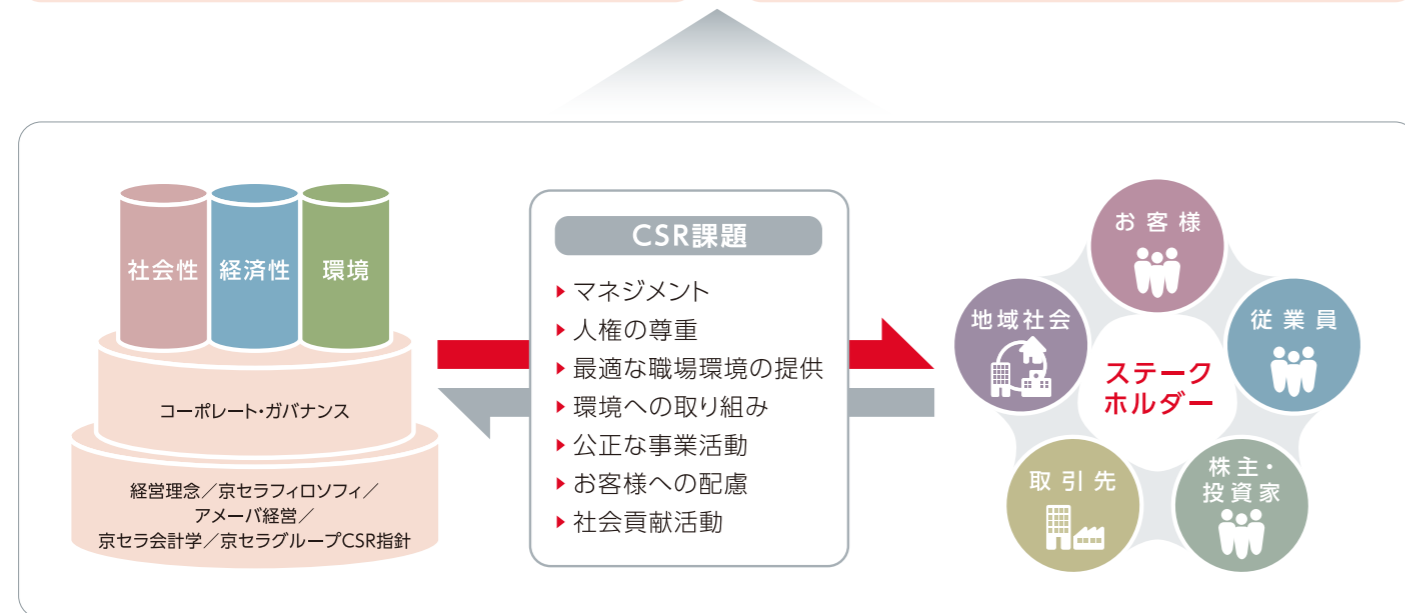 社会性
経済性
環境
コーポレート・ガバナンス
経営理念／京セラフィロソフィ／
アメーバ経営／
京セラ会計学／京セラグループCSR指針
CSR課題
マネジメント
人権の尊重
最適な職場環境の提供
環境への取り組み
公正な事業活動
お客様への配慮
社会貢献活動
お客様
地域社会
従業員
ステーク
ホルダー
取引先
株主・
投資家